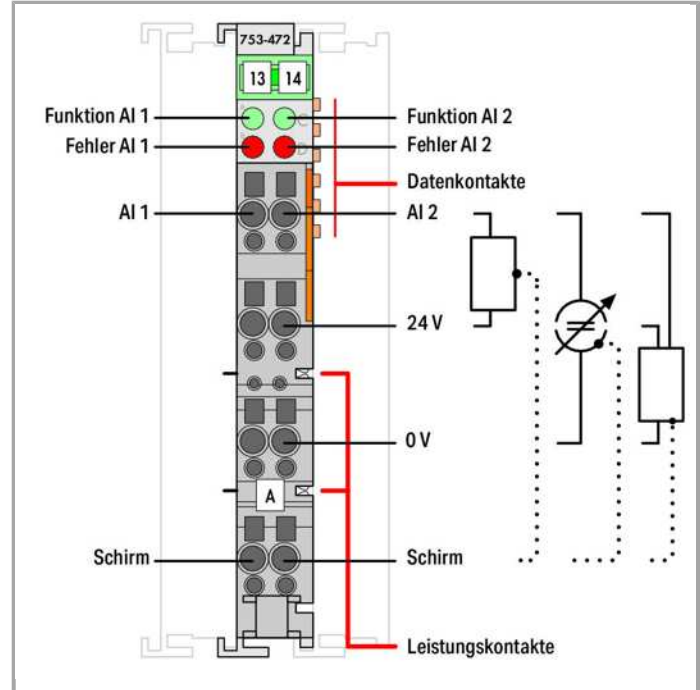 753-472
13 14
Funktion AI 1
Funktion AI 2
A C
Fehler AI 1
Fehler AI 2
D
Datenkontakte
AI 1
AI 2
24 V
0 V
A
Schirm
Schirm
Leistungskontakte